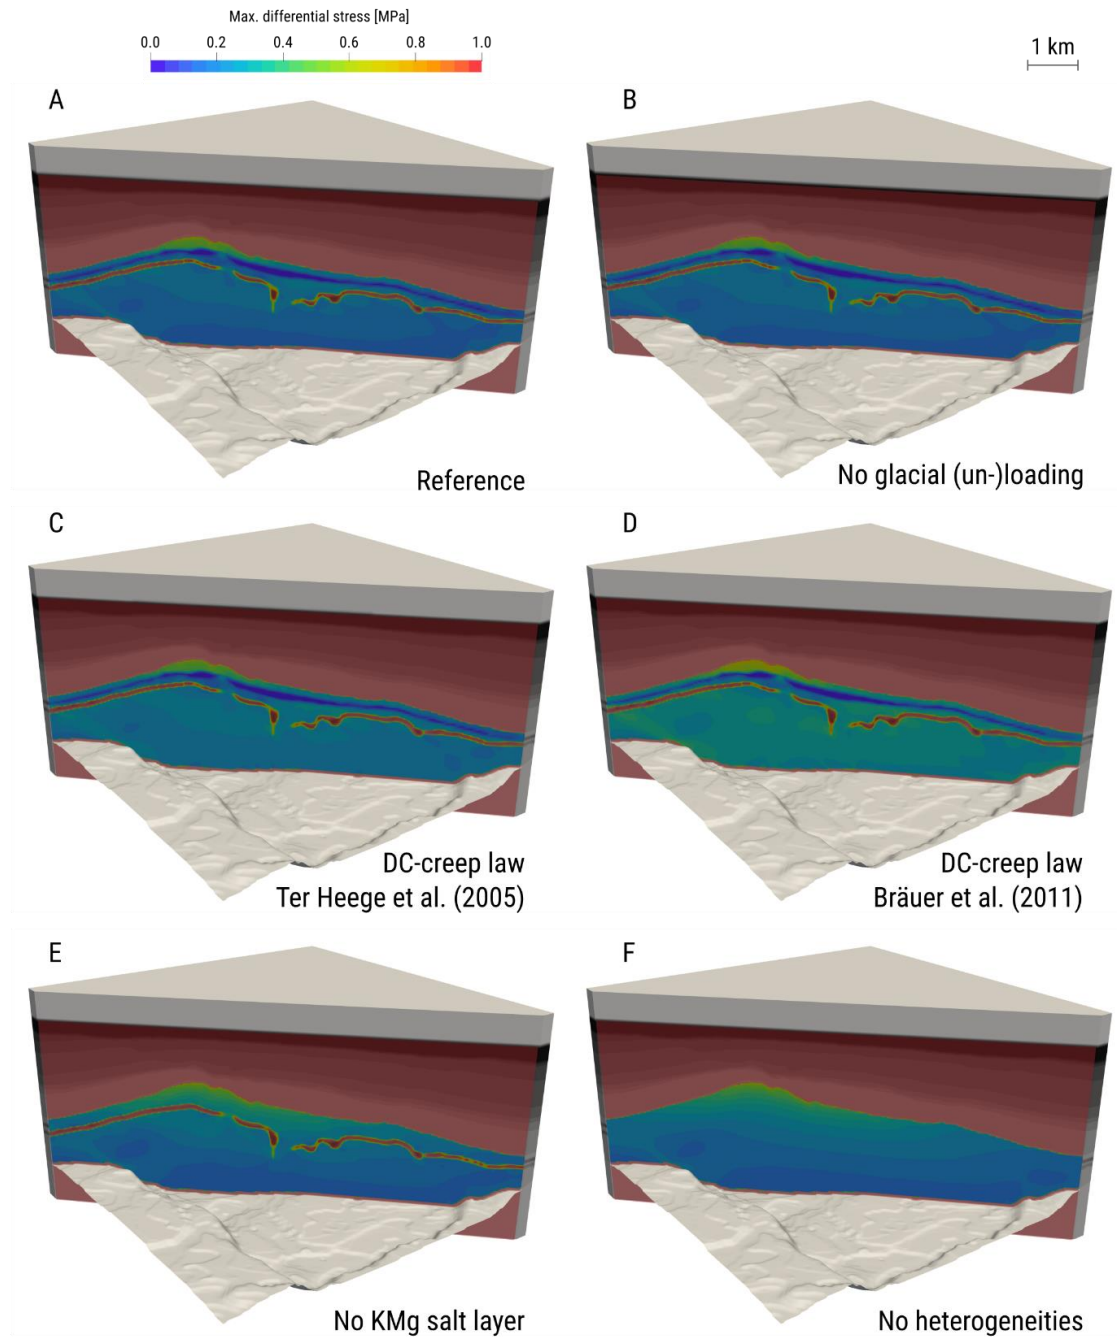 Max. differential stress [MPa]
0.0 0.2 0.4 0.6 0.8 1.0
1 km
A
B
Reference
No glacial (un-)loading
C
D
DC-creep law
Ter Heege et al. (2005)
DC-creep law
Bräuer et al. (2011)
E
F
No KMg salt layer
No heterogeneities